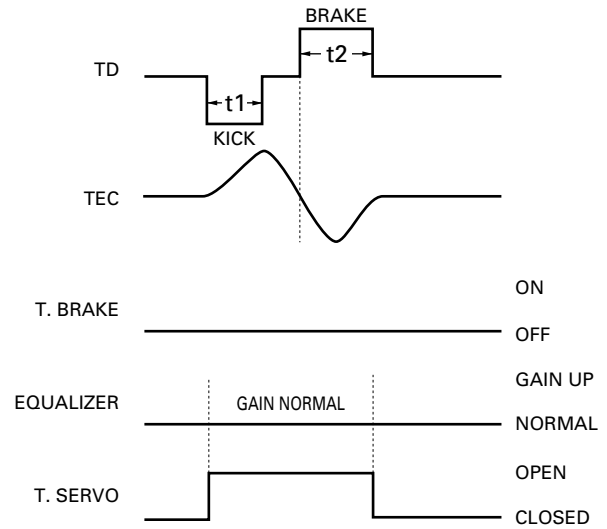 BRAKE
TD
t2
t1
KICK
TEC
ON
T. BRAKE
OFF
GAIN UP
EQUALIZER
GAIN NORMAL
NORMAL
OPEN
T. SERVO
CLOSED